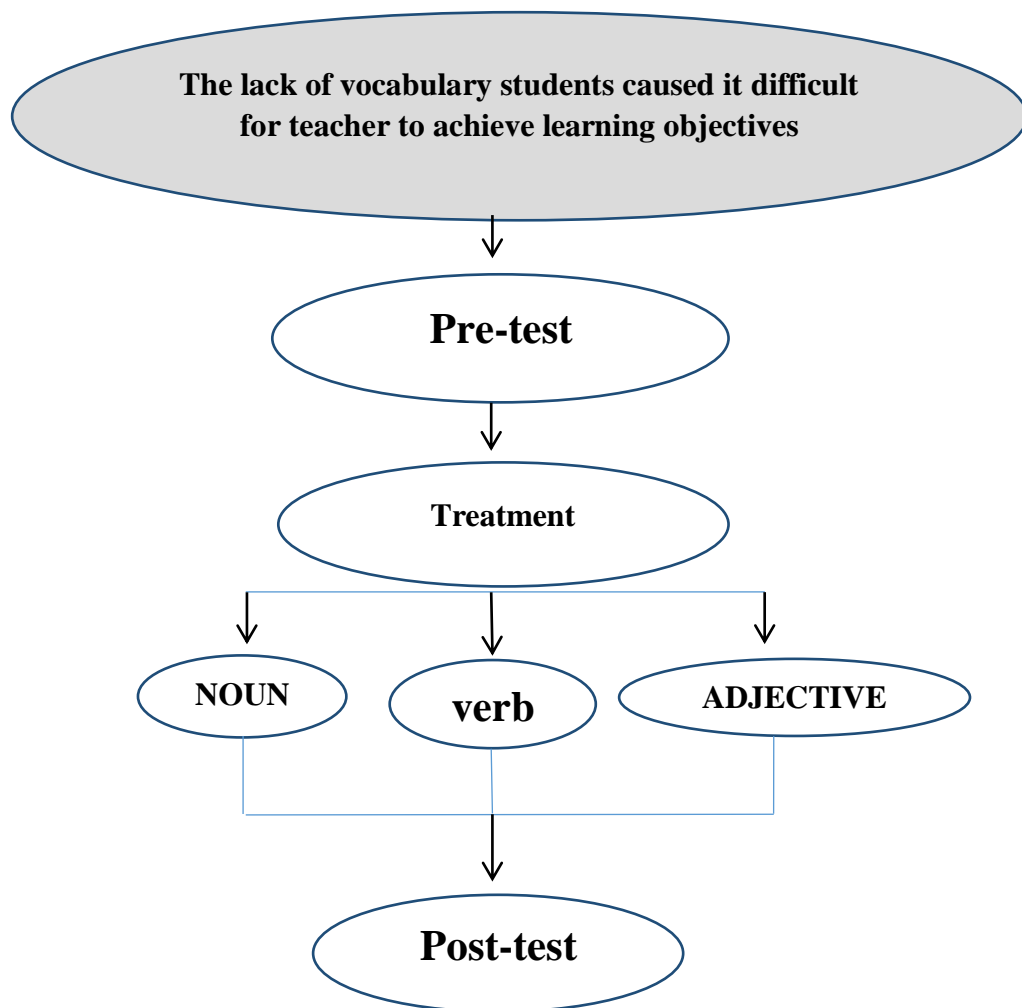 The lack of vocabulary students caused it difficult
for teacher to achieve learning objectives
Pre-test
Treatment
NOUN
verb
ADJECTIVE
Post-test